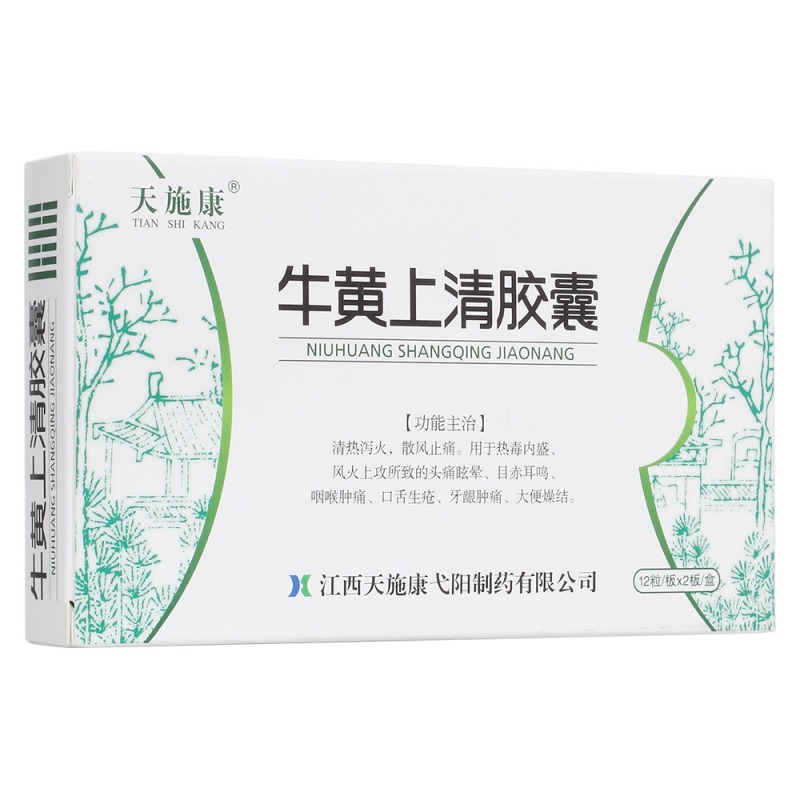 天施康®
TIAN SHI KANG
牛黄上清胶囊
NIUHUANG SHANGQING JIAONANG
【功能主治】
清热泻火，散风止痛。用于热毒内盛、
风火上攻所致的头痛眩晕、目赤耳鸣、
咽喉肿痛、口舌生疮、牙龈肿痛、大便燥结。
江西天施康弋阳制药有限公司
12粒/板x2板/盒
牛黄上清胶囊
NIUHUANG SHANGQING JIAONANG